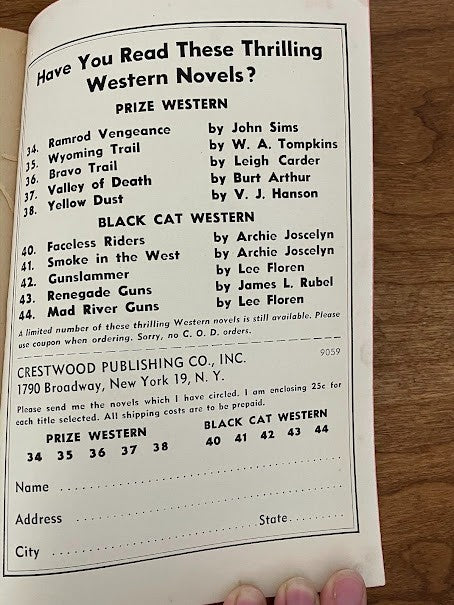 Have You Read These Thrilling
Western Novels?
PRIZE WESTERN
34. Ramrod Vengeance by John Sims
35. Wyoming Trail by W. A. Tompkins
36. Bravo Trail by Leigh Carder
37. Valley of Death by Burt Arthur
38. Yellow Dust by V. J. Hanson
BLACK CAT WESTERN
40. Faceless Riders by Archie Joscelyn
41. Smoke in the West by Archie Joscelyn
42. Gunslammer by Lee Floren
43. Renegade Guns by James L. Rubel
44. Mad River Guns by Lee Floren
A limited number of these thrilling Western novels is still available. Please
use coupon when ordering. Sorry, no C. O. D. orders.
CRESTWOOD PUBLISHING CO., INC. 9059
1790 Broadway, New York 19, N. Y.
Please send me the novels which I have circled. I am enclosing 25c for
each title selected. All shipping costs are to be prepaid.
PRIZE WESTERN BLACK CAT WESTERN
34 35 36 37 38 40 41 42 43 44
Name
Address
City State